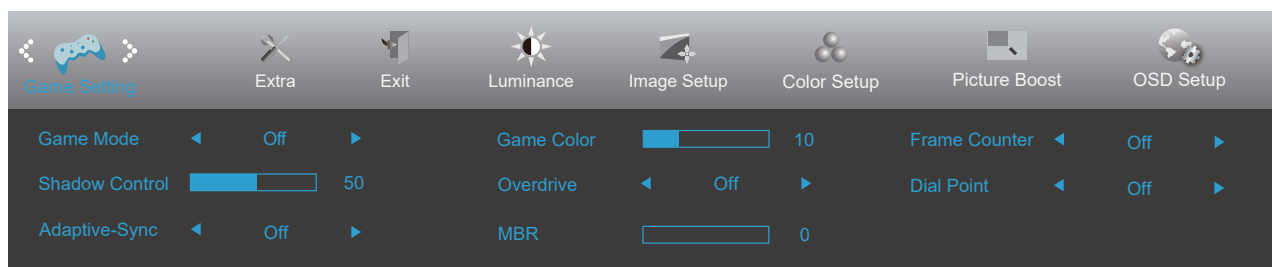 Game Setting Extra Exit Luminance Image Setup Color Setup Picture Boost OSD Setup
Game Mode Off Game Color 10 Frame Counter Off
Shadow Control 50 Overdrive Off Dial Point Off
Adaptive-Sync Off MBR 0